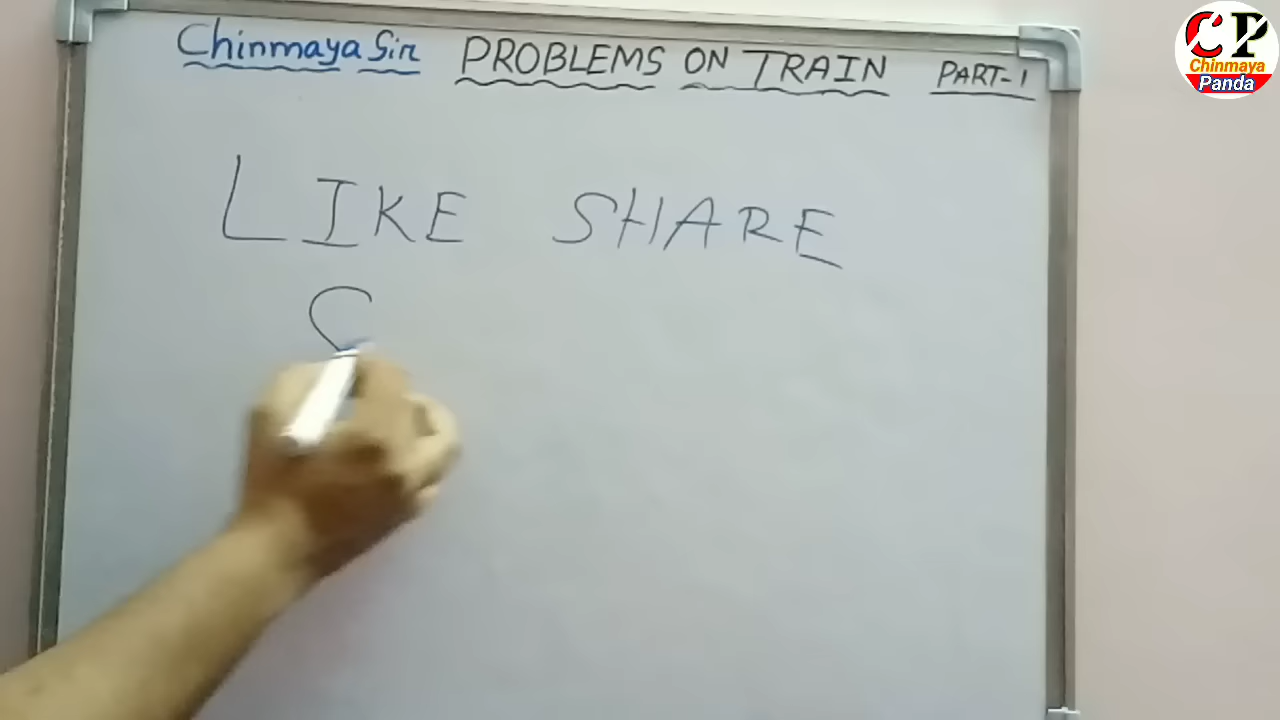 Chinmaya Sir PROBLEMS ON TRAIN PART-1
LIKE SHARE
S
CP
Chinmaya
Panda